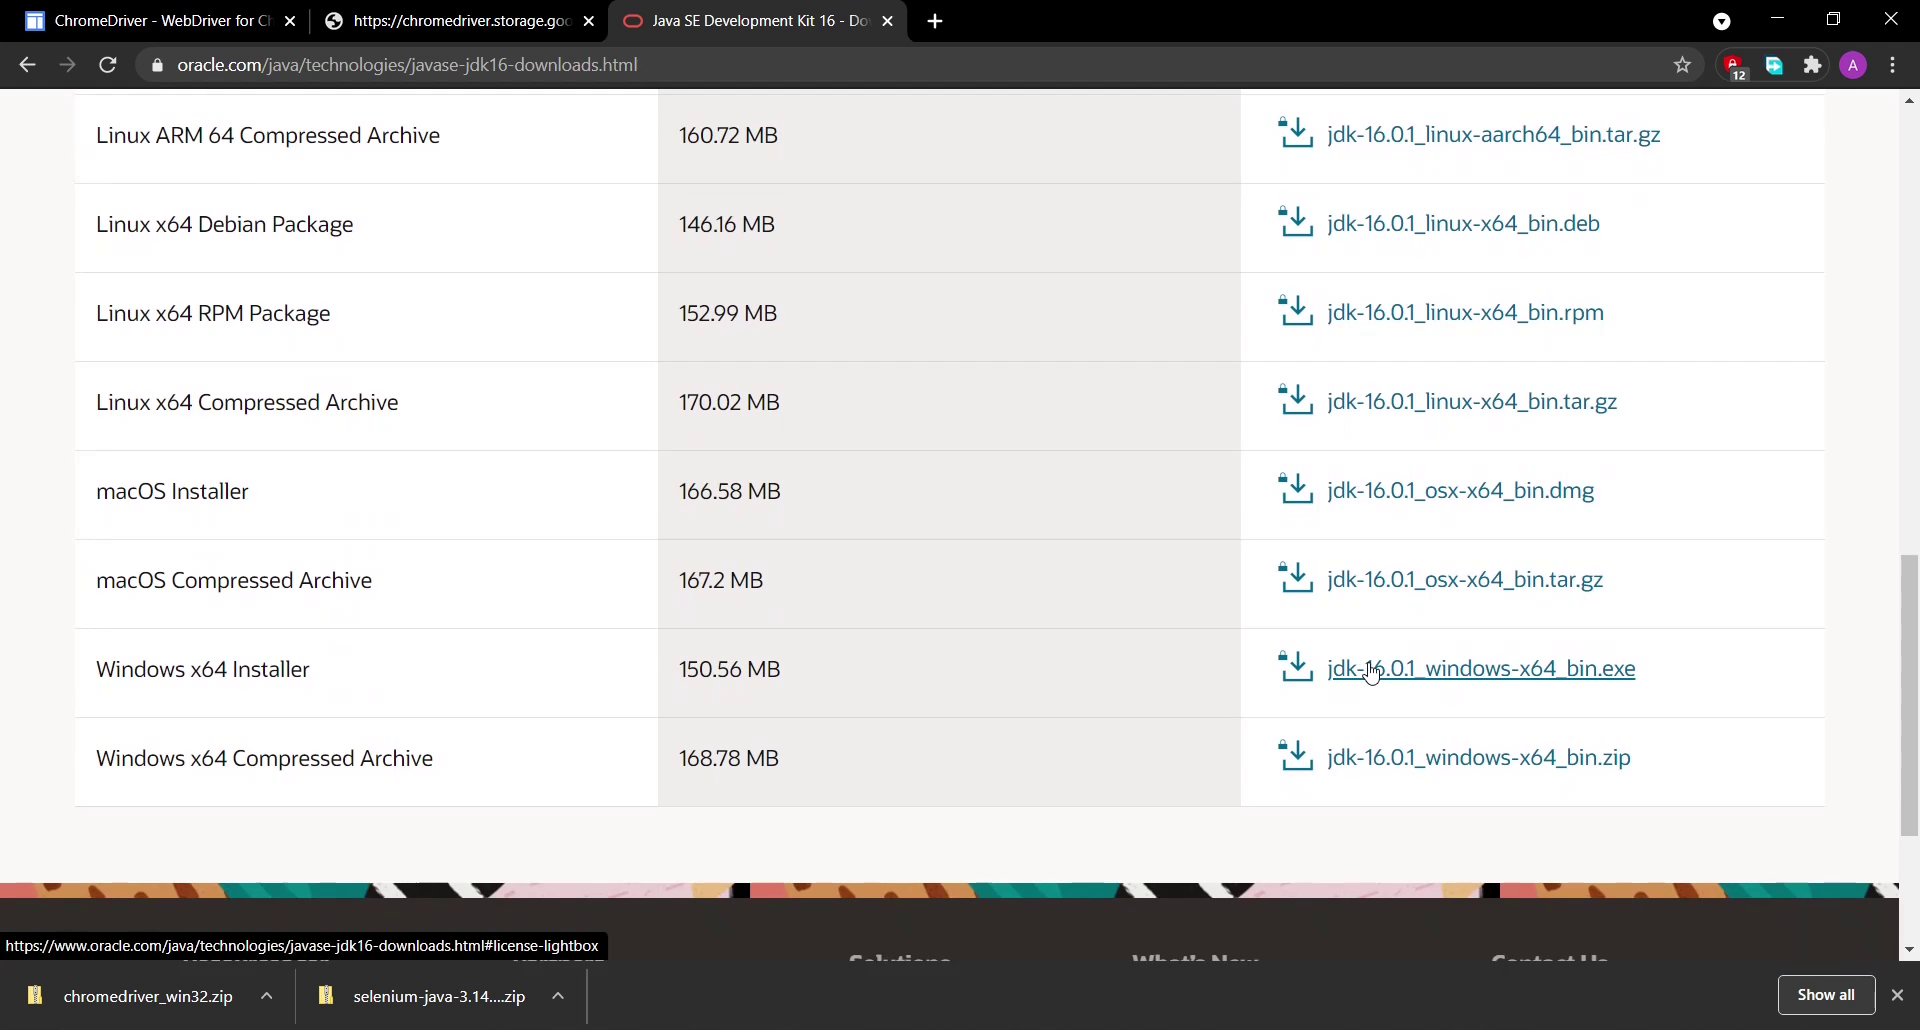 ChromeDriver - WebDriver for Ch
https://chromedriver.storage.goo
Java SE Development Kit 16 - Do
oracle.com/java/technologies/javase-jdk16-downloads.html
12
A
Linux ARM 64 Compressed Archive 160.72 MB jdk-16.0.1_linux-aarch64_bin.tar.gz
Linux x64 Debian Package 146.16 MB jdk-16.0.1_linux-x64_bin.deb
Linux x64 RPM Package 152.99 MB jdk-16.0.1_linux-x64_bin.rpm
Linux x64 Compressed Archive 170.02 MB jdk-16.0.1_linux-x64_bin.tar.gz
macOS Installer 166.58 MB jdk-16.0.1_osx-x64_bin.dmg
macOS Compressed Archive 167.2 MB jdk-16.0.1_osx-x64_bin.tar.gz
Windows x64 Installer 150.56 MB jdk-16.0.1_windows-x64_bin.exe
Windows x64 Compressed Archive 168.78 MB jdk-16.0.1_windows-x64_bin.zip
Solutions What's New Contact Us
https://www.oracle.com/java/technologies/javase-jdk16-downloads.html#license-lightbox
chromedriver_win32.zip selenium-java-3.14....zip Show all